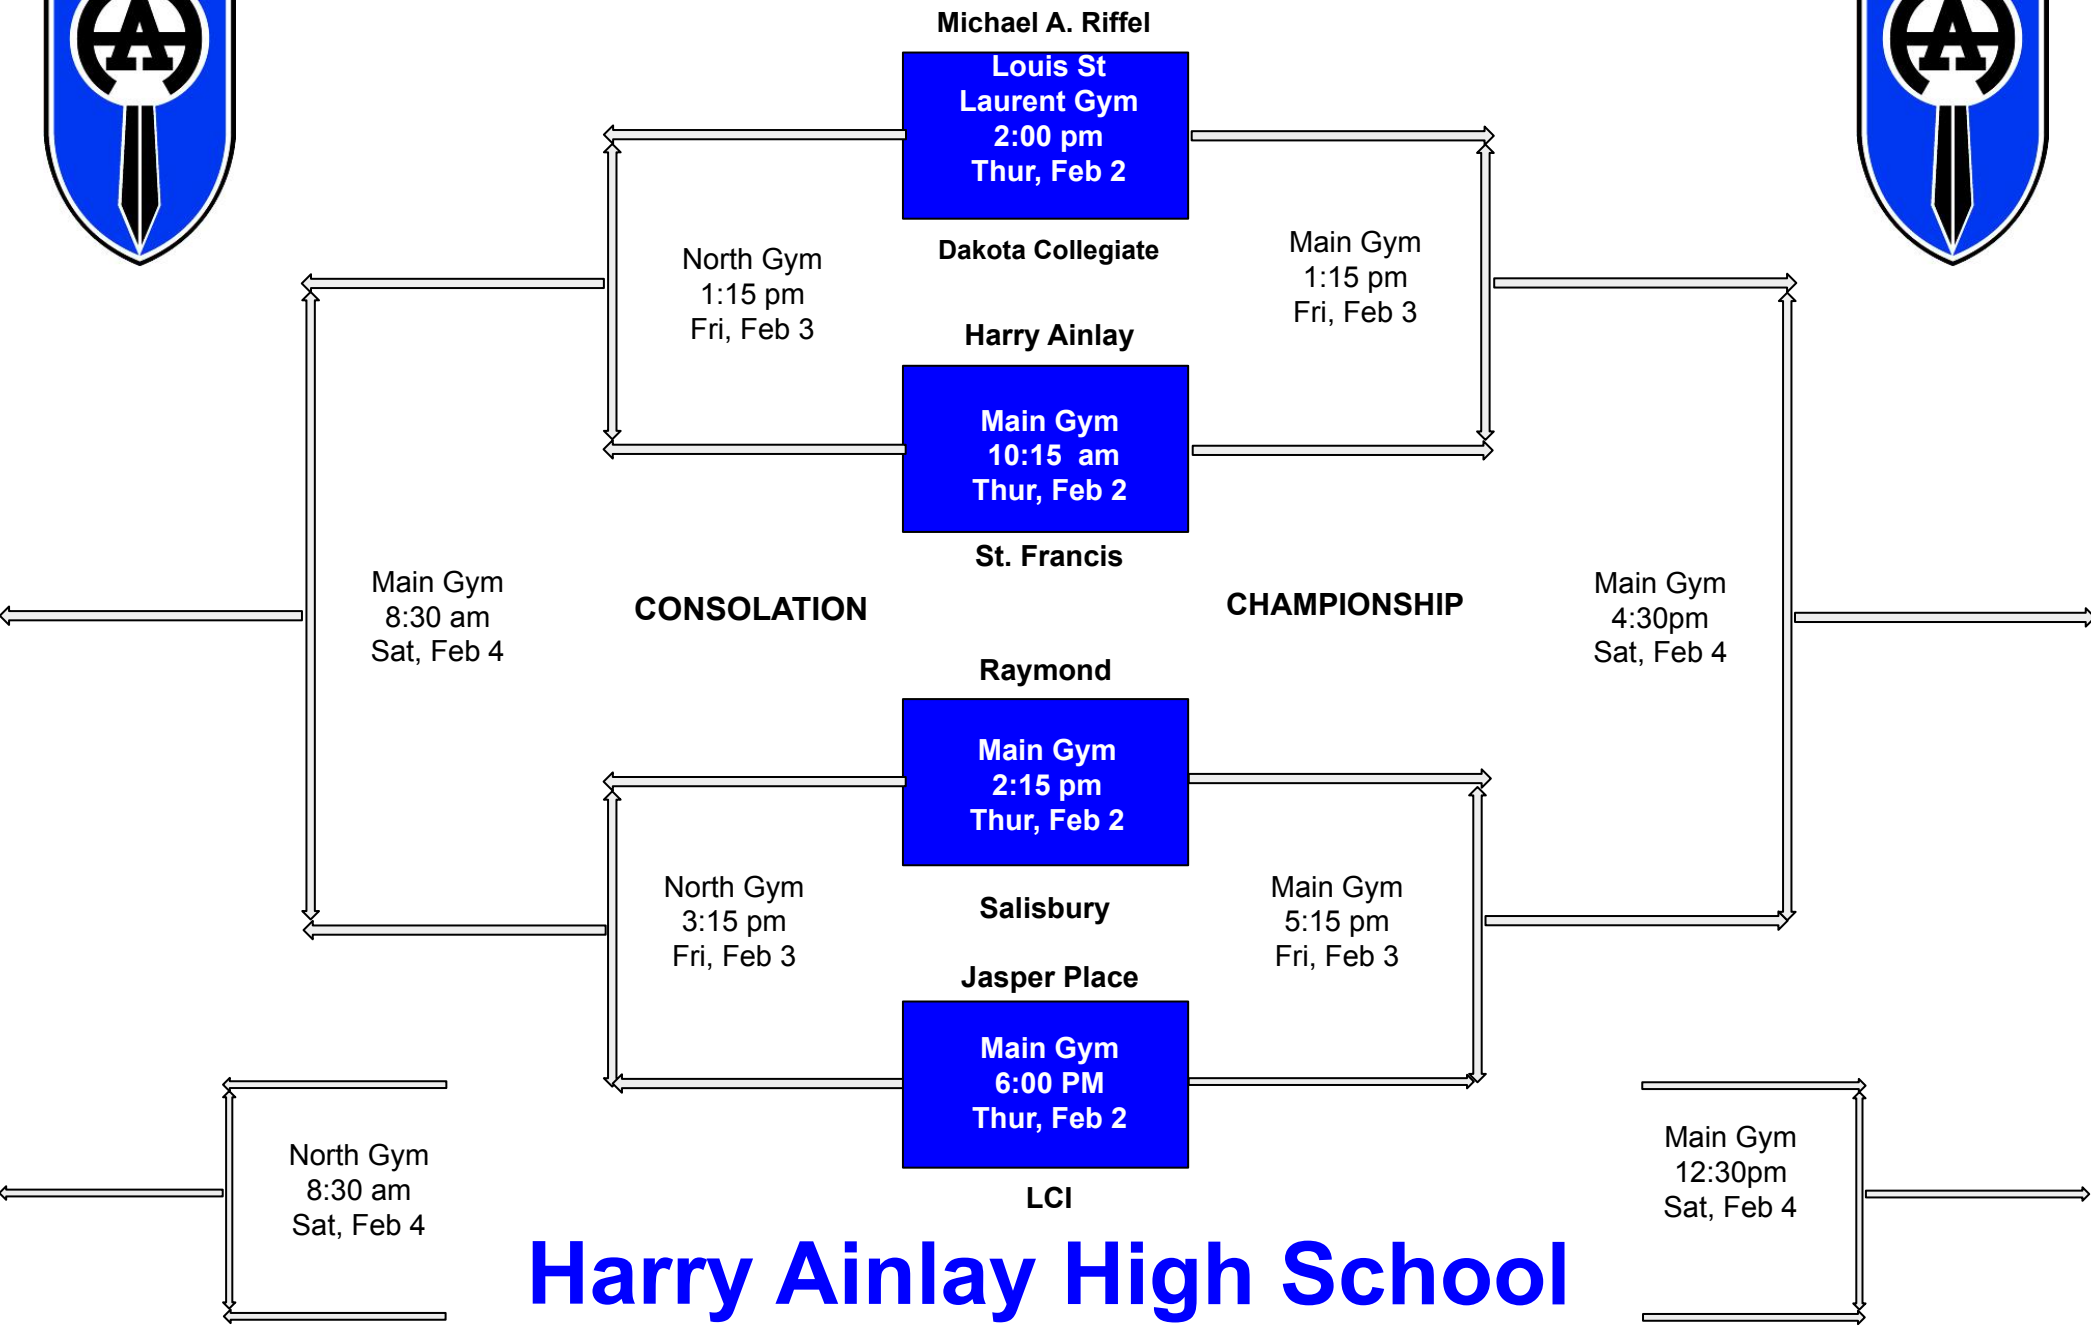 A
A
Michael A. Riffel
Louis St
Laurent Gym
2:00 pm
Thur, Feb 2
Dakota Collegiate
North Gym
1:15 pm
Fri, Feb 3
Main Gym
1:15 pm
Fri, Feb 3
Harry Ainlay
Main Gym
10:15 am
Thur, Feb 2
St. Francis
Main Gym
8:30 am
Sat, Feb 4
CONSOLATION
CHAMPIONSHIP
Main Gym
4:30pm
Sat, Feb 4
Raymond
Main Gym
2:15 pm
Thur, Feb 2
Salisbury
North Gym
3:15 pm
Fri, Feb 3
Main Gym
5:15 pm
Fri, Feb 3
Jasper Place
Main Gym
6:00 PM
Thur, Feb 2
LCI
North Gym
8:30 am
Sat, Feb 4
Main Gym
12:30pm
Sat, Feb 4
Harry Ainlay High School